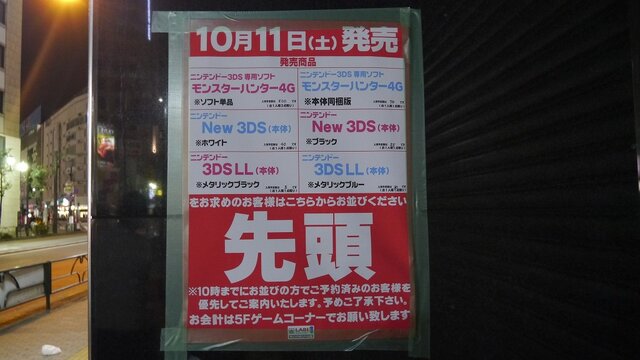 10月11日(土)発売
発売商品
ニンテンドー3DS専用ソフト
モンスターハンター4G
※ソフト単品
ニンテンドー3DS専用ソフト
モンスターハンター4G
※本体同梱版
ニンテンドー
New 3DS(本体)
※ホワイト
ニンテンドー
New 3DS(本体)
※ブラック
ニンテンドー
3DS LL(本体)
※メタリックブラック
ニンテンドー
3DS LL(本体)
※メタリックブルー
をお求めのお客様はこちらからお並びください
先頭
※10時までにお並びの方でご予約済みのお客様を
優先してご案内いたします。予めご了承下さい。
お会計は5Fゲームコーナーでお願い致します
LABI